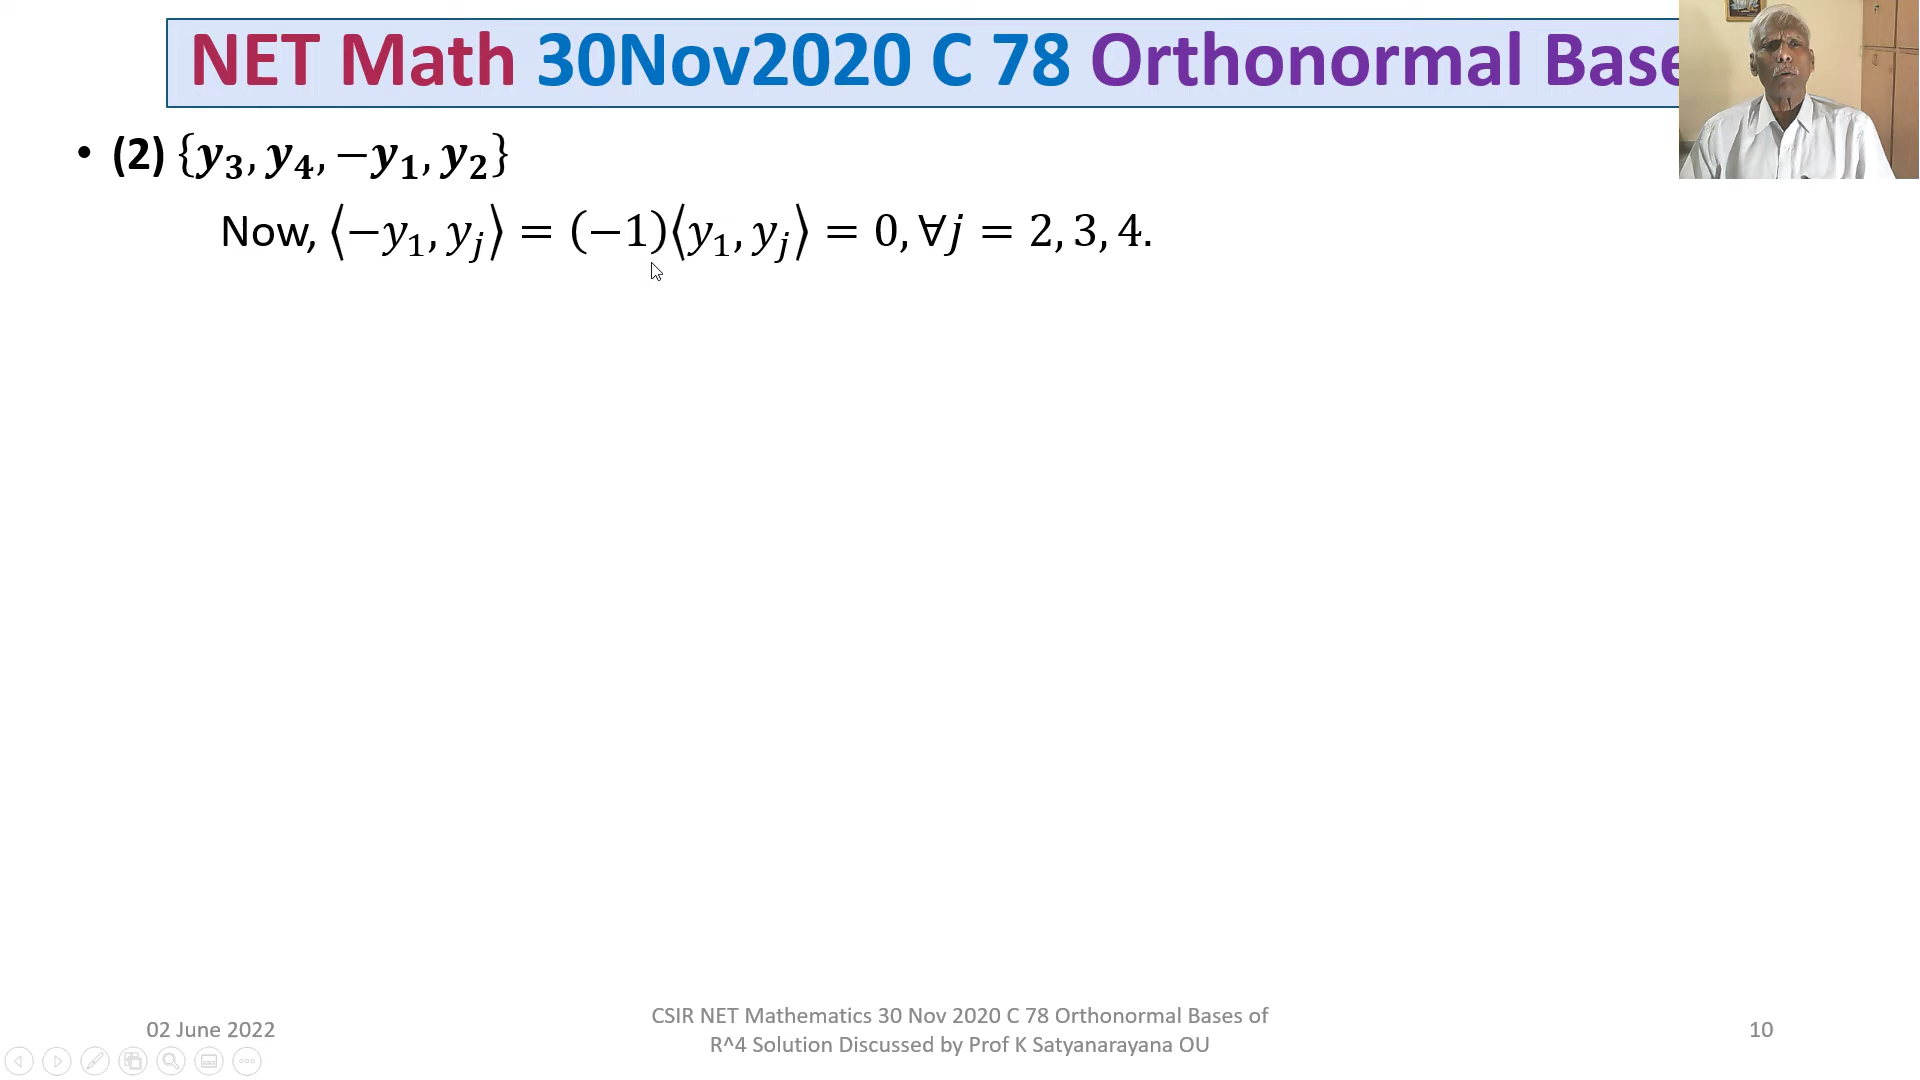 NET Math 30Nov2020 C 78 Orthonormal Base
• (2) {y₃, y₄, −y₁, y₂}
Now, ⟨−y₁, yⱼ⟩ = (−1)⟨y₁, yⱼ⟩ = 0, ∀j = 2, 3, 4.
02 June 2022
CSIR NET Mathematics 30 Nov 2020 C 78 Orthonormal Bases of
R^4 Solution Discussed by Prof K Satyanarayana OU
10